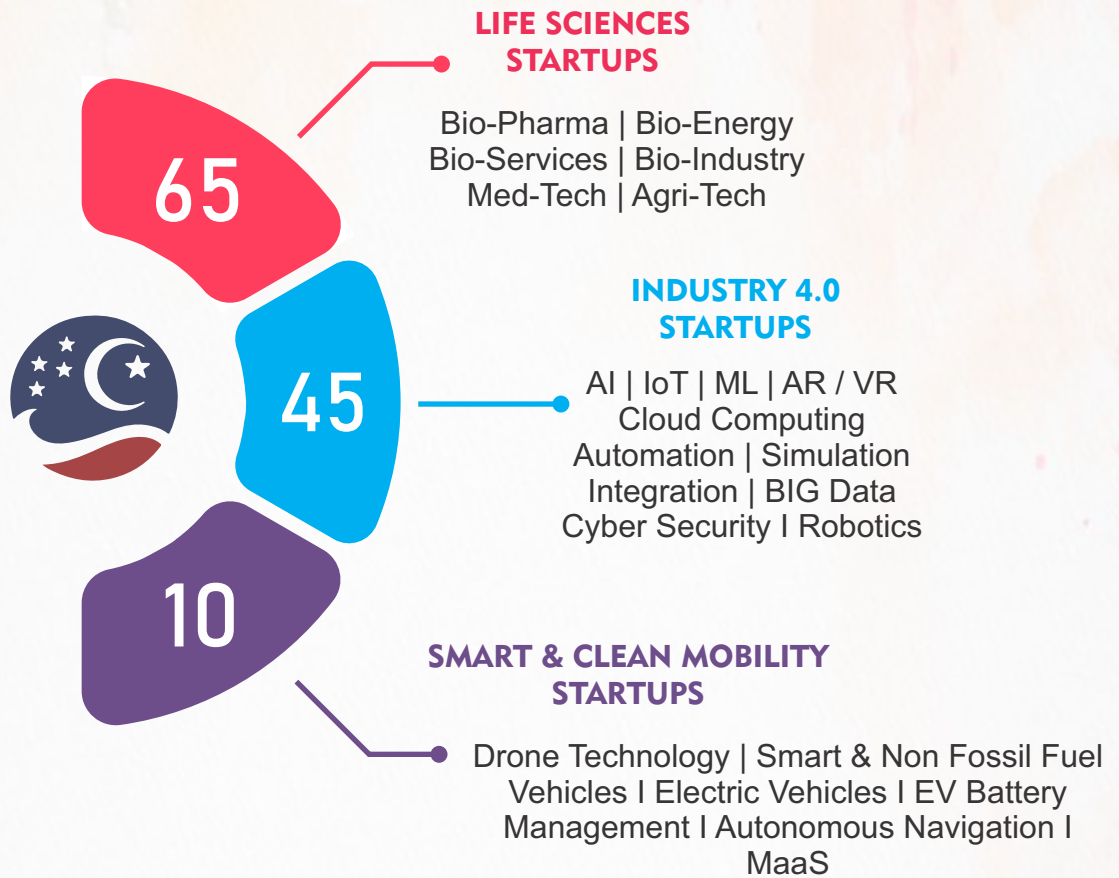 LIFE SCIENCES
STARTUPS
Bio-Pharma | Bio-Energy
Bio-Services | Bio-Industry
Med-Tech | Agri-Tech
65
INDUSTRY 4.0
STARTUPS
AI | IoT | ML | AR / VR
Cloud Computing
Automation | Simulation
Integration | BIG Data
Cyber Security I Robotics
45
10
SMART & CLEAN MOBILITY
STARTUPS
Drone Technology | Smart & Non Fossil Fuel
Vehicles I Electric Vehicles I EV Battery
Management I Autonomous Navigation I
MaaS